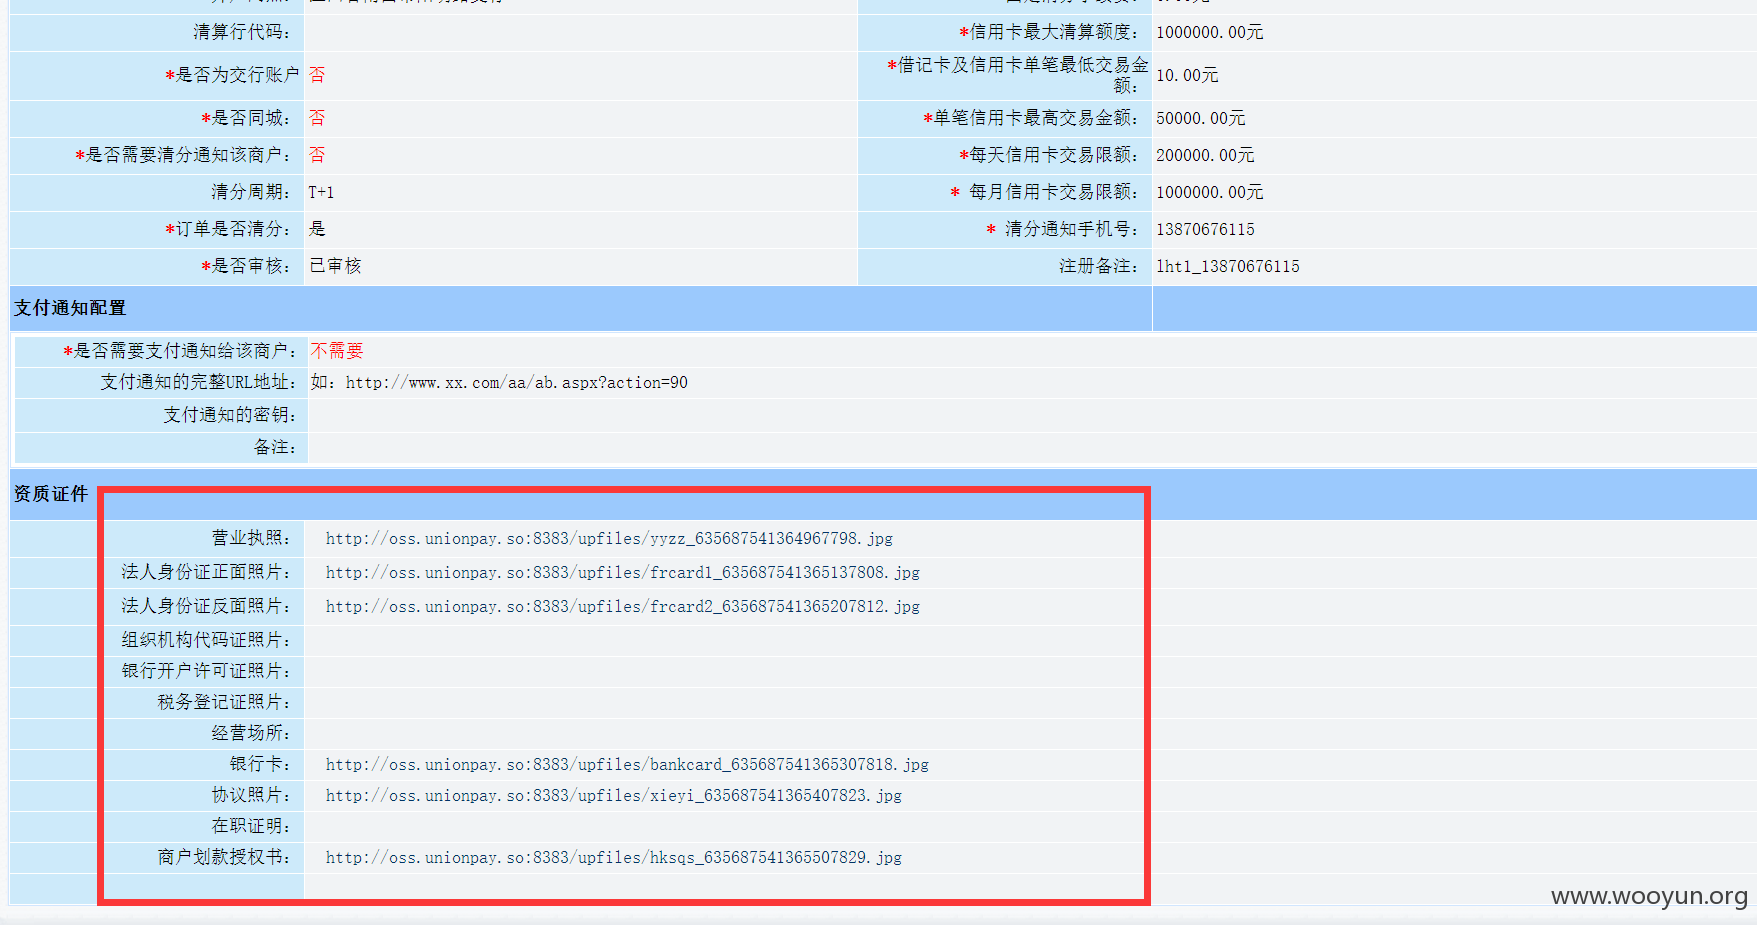 清算行代码：
*信用卡最大清算额度： 1000000.00元
*是否为交行账户 否
*借记卡及信用卡单笔最低交易金
额： 10.00元
*是否同城： 否
*单笔信用卡最高交易金额： 50000.00元
*是否需要清分通知该商户： 否
*每天信用卡交易限额： 200000.00元
清分周期： T+1
* 每月信用卡交易限额： 1000000.00元
*订单是否清分： 是
* 清分通知手机号： 13870676115
*是否审核： 已审核
注册备注： lht1_13870676115
支付通知配置
*是否需要支付通知给该商户： 不需要
支付通知的完整URL地址： 如：http://www.xx.com/aa/ab.aspx?action=90
支付通知的密钥：
备注：
资质证件
营业执照： http://oss.unionpay.so:8383/upfiles/yyzz_635687541364967798.jpg
法人身份证正面照片： http://oss.unionpay.so:8383/upfiles/frcard1_635687541365137808.jpg
法人身份证反面照片： http://oss.unionpay.so:8383/upfiles/frcard2_635687541365207812.jpg
组织机构代码证照片：
银行开户许可证照片：
税务登记证照片：
经营场所：
银行卡： http://oss.unionpay.so:8383/upfiles/bankcard_635687541365307818.jpg
协议照片： http://oss.unionpay.so:8383/upfiles/xieyi_635687541365407823.jpg
在职证明：
商户划款授权书： http://oss.unionpay.so:8383/upfiles/hksqs_635687541365507829.jpg
www.wooyun.org